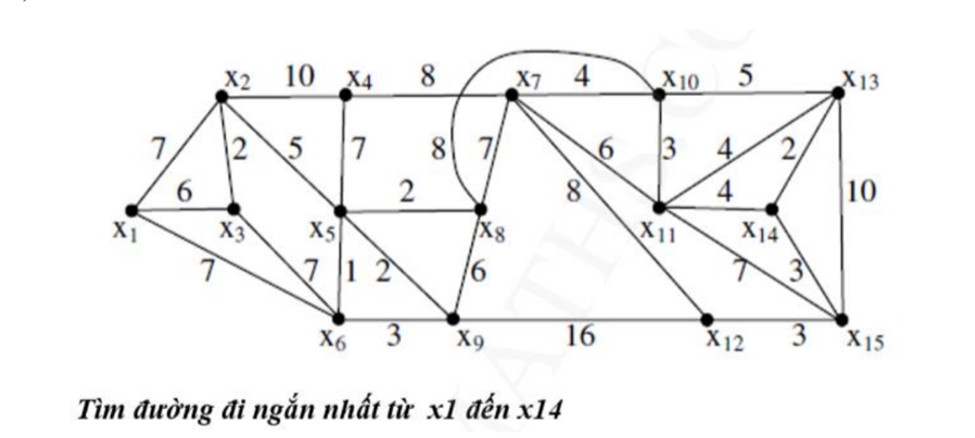 x2 10 x4 8 x7 4 x10 5 x13
7 2 5 7 8 7 6 3 4 2
6 2 8 4 10
x1 x3 x5 x8 x11 x14
7 7 1 2 6 7 3
x6 3 x9 16 x12 3 x15
Tìm đường đi ngắn nhất từ x1 đến x14